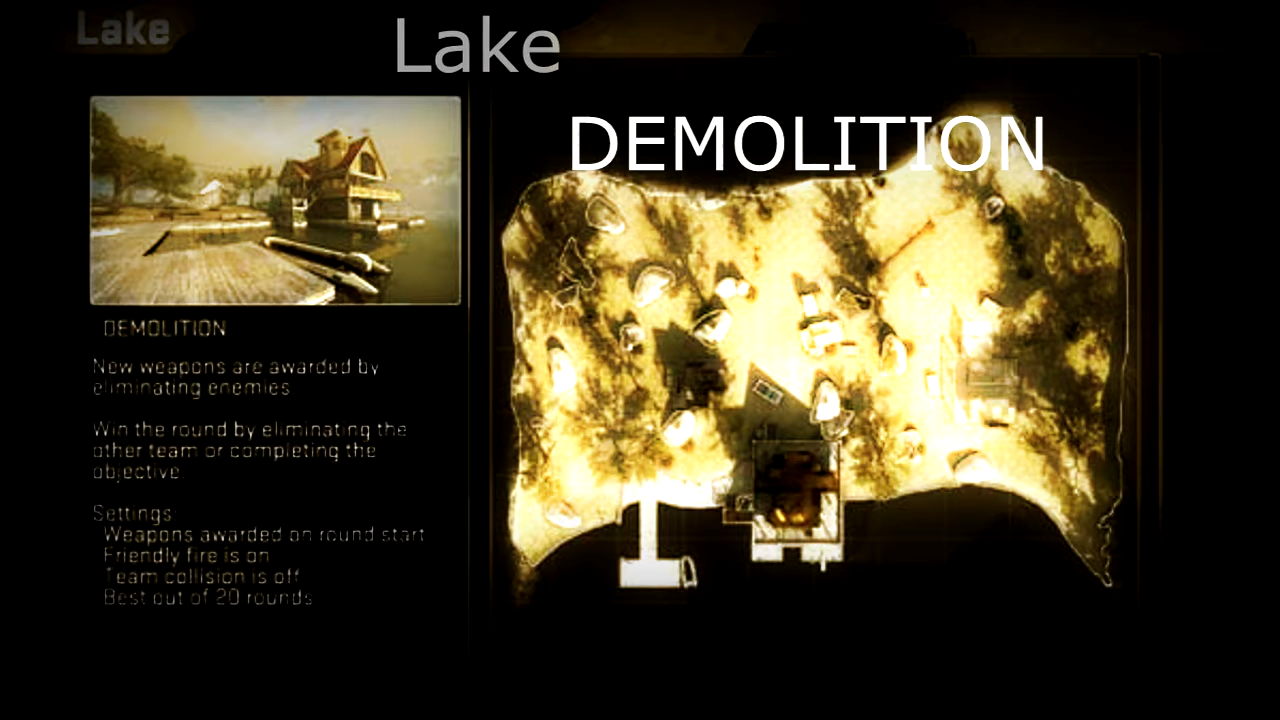 Lake
Lake
DEMOLITION
DEMOLITION
New weapons are awarded by
eliminating enemies
Win the round by eliminating the
other team or completing the
objective.
Settings
Weapons awarded on round start
Friendly fire is on
Team collision is off
Best out of 20 rounds